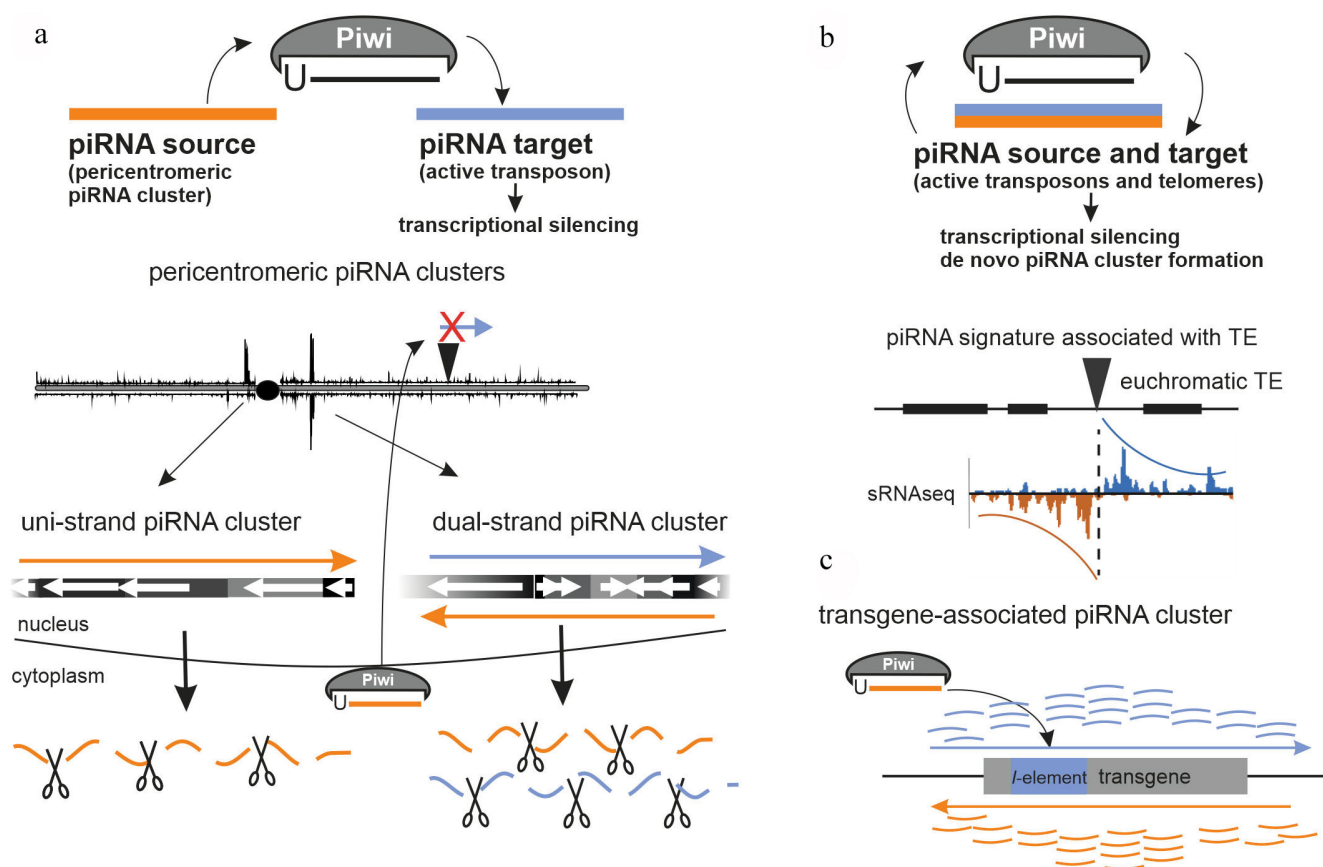 a
Piwi
U
piRNA source
(pericentromeric
piRNA cluster)
piRNA target
(active transposon)
transcriptional silencing
pericentromeric piRNA clusters
X
uni-strand piRNA cluster
dual-strand piRNA cluster
nucleus
cytoplasm
Piwi
U
b
Piwi
U
piRNA source and target
(active transposons and telomeres)
transcriptional silencing
de novo piRNA cluster formation
piRNA signature associated with TE
euchromatic TE
sRNAseq
c
transgene-associated piRNA cluster
Piwi
U
I-element transgene